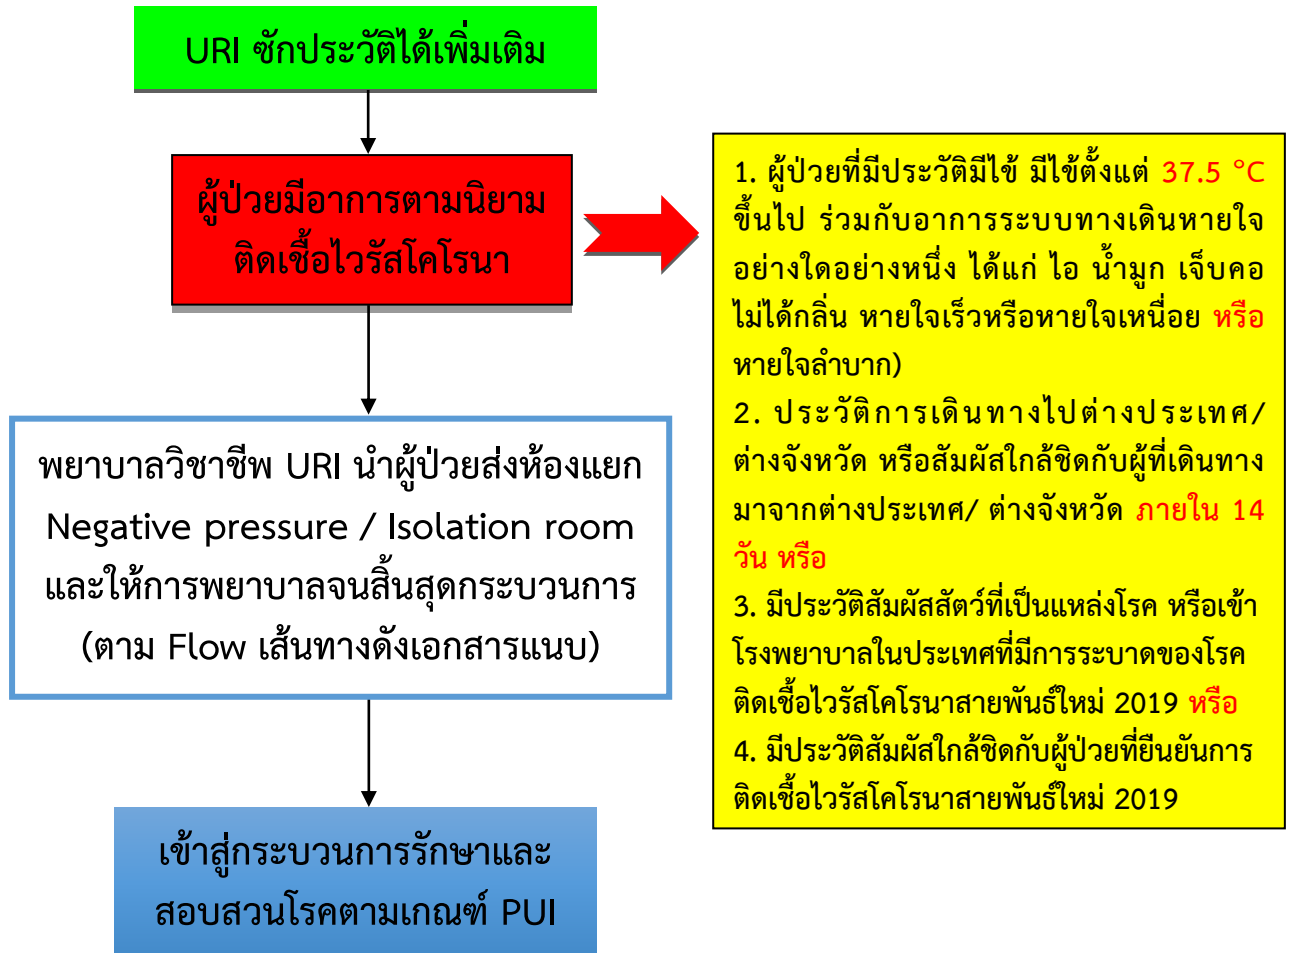 URI ซักประวัติได้เพิ่มเติม
ผู้ป่วยมีอาการตามนิยาม
ติดเชื้อไวรัสโคโรนา
1. ผู้ป่วยที่มีประวัติมีไข้ มีไข้ตั้งแต่ 37.5 °C
ขึ้นไป ร่วมกับอาการระบบทางเดินหายใจ
อย่างใดอย่างหนึ่ง ได้แก่ ไอ น้ำมูก เจ็บคอ
ไม่ได้กลิ่น หายใจเร็วหรือหายใจเหนื่อย หรือ
หายใจลำบาก)
2. ประวัติการเดินทางไปต่างประเทศ/
ต่างจังหวัด หรือสัมผัสใกล้ชิดกับผู้ที่เดินทาง
มาจากต่างประเทศ/ ต่างจังหวัด ภายใน 14
วัน หรือ
3. มีประวัติสัมผัสสัตว์ที่เป็นแหล่งโรค หรือเข้า
โรงพยาบาลในประเทศที่มีการระบาดของโรค
ติดเชื้อไวรัสโคโรนาสายพันธ์ใหม่ 2019 หรือ
4. มีประวัติสัมผัสใกล้ชิดกับผู้ป่วยที่ยืนยันการ
ติดเชื้อไวรัสโคโรนาสายพันธ์ใหม่ 2019
พยาบาลวิชาชีพ URI นำผู้ป่วยส่งห้องแยก
Negative pressure / Isolation room
และให้การพยาบาลจนสิ้นสุดกระบวนการ
(ตาม Flow เส้นทางดังเอกสารแนบ)
เข้าสู่กระบวนการรักษาและ
สอบสวนโรคตามเกณฑ์ PUI